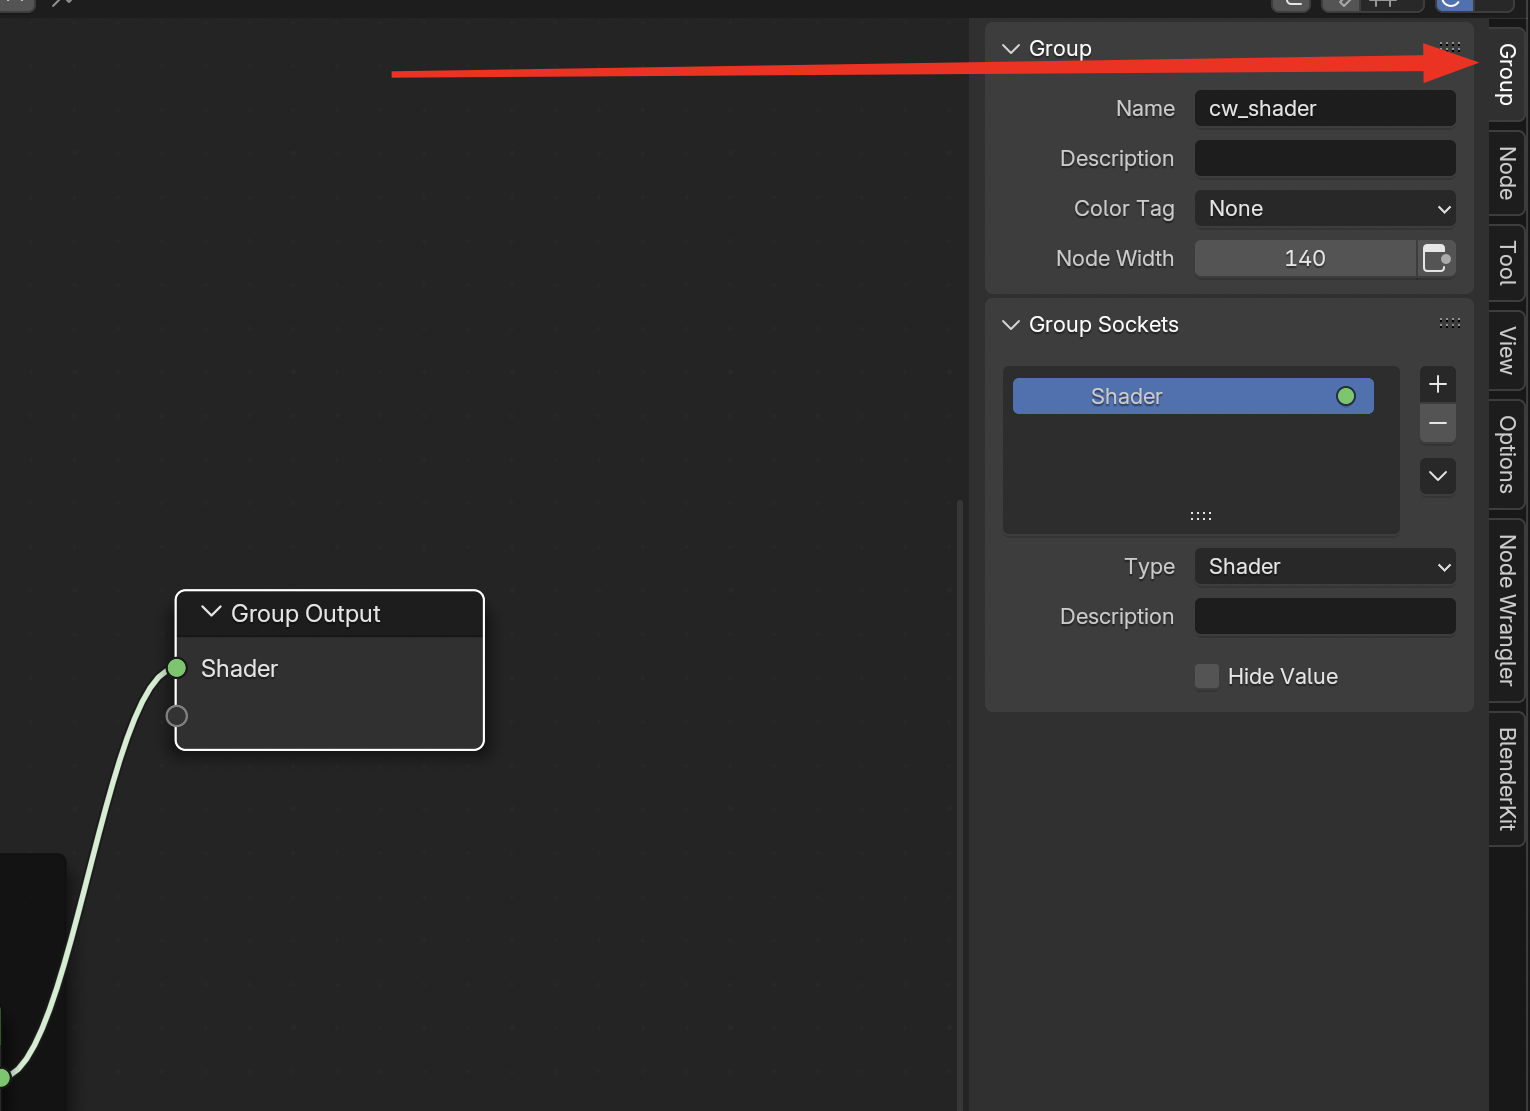 Group
Name cw_shader
Description
Color Tag None
Node Width 140
Group Sockets
Shader
Type Shader
Description
Hide Value
Group Output
Shader
Group
Node
Tool
View
Options
Node Wrangler
BlenderKit